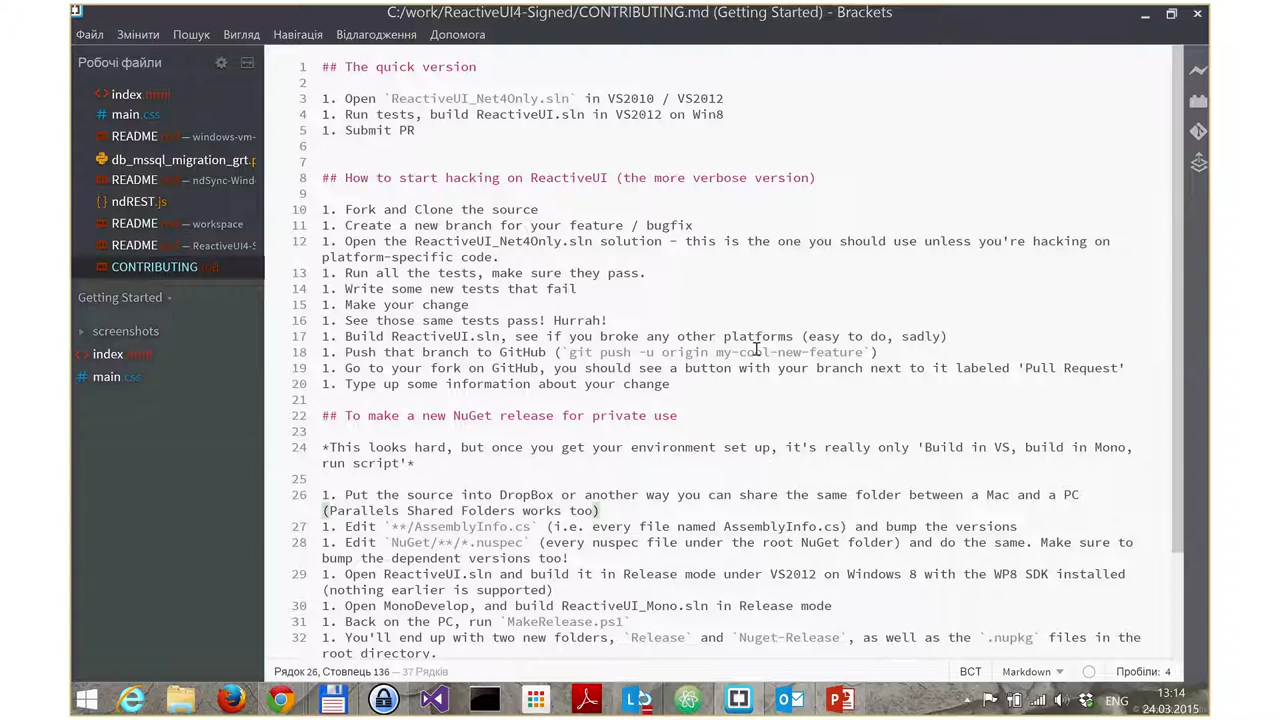 C:/work/ReactiveUI4-Signed/CONTRIBUTING.md (Getting Started) - Brackets
Файл Змінити Пошук Вигляд Навігація Відлагодження Допомога
Робочі файли
index.html
main.css
README.md — windows-vm-
db_mssql_migration_grt.p
README.md — ndSync-Wind
ndREST.js
README.md — workspace
README.md — ReactiveUI4-S
CONTRIBUTING.md
Getting Started
screenshots
index.html
main.css
1 ## The quick version
2
3 1. Open `ReactiveUI_Net4Only.sln` in VS2010 / VS2012
4 1. Run tests, build ReactiveUI.sln in VS2012 on Win8
5 1. Submit PR
6
7
8 ## How to start hacking on ReactiveUI (the more verbose version)
9
10 1. Fork and Clone the source
11 1. Create a new branch for your feature / bugfix
12 1. Open the ReactiveUI_Net4Only.sln solution - this is the one you should use unless you're hacking on
platform-specific code.
13 1. Run all the tests, make sure they pass.
14 1. Write some new tests that fail
15 1. Make your change
16 1. See those same tests pass! Hurrah!
17 1. Build ReactiveUI.sln, see if you broke any other platforms (easy to do, sadly)
18 1. Push that branch to GitHub (`git push -u origin my-cool-new-feature`)
19 1. Go to your fork on GitHub, you should see a button with your branch next to it labeled 'Pull Request'
20 1. Type up some information about your change
21
22 ## To make a new NuGet release for private use
23
24 *This looks hard, but once you get your environment set up, it's really only 'Build in VS, build in Mono,
run script'*
25
26 1. Put the source into DropBox or another way you can share the same folder between a Mac and a PC
(Parallels Shared Folders works too)
27 1. Edit `**/AssemblyInfo.cs` (i.e. every file named AssemblyInfo.cs) and bump the versions
28 1. Edit `NuGet/**/*.nuspec` (every nuspec file under the root NuGet folder) and do the same. Make sure to
bump the dependent versions too!
29 1. Open ReactiveUI.sln and build it in Release mode under VS2012 on Windows 8 with the WP8 SDK installed
(nothing earlier is supported)
30 1. Open MonoDevelop, and build ReactiveUI_Mono.sln in Release mode
31 1. Back on the PC, run `MakeRelease.ps1`
32 1. You'll end up with two new folders, `Release` and `Nuget-Release`, as well as the `.nupkg` files in the
root directory.
Рядок 26, Стовпець 136 — 37 Рядків ВСТ Markdown Пробіли: 4
ENG 13:14
24.03.2015